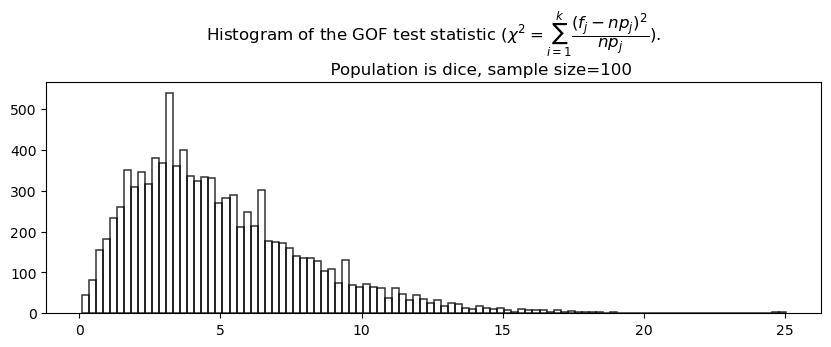 Histogram of the GOF test statistic (χ² = ∑_{i=1}^{k} (f_j − np_j)²/np_j).
Population is dice, sample size=100
500
400
300
200
100
0
0 5 10 15 20 25